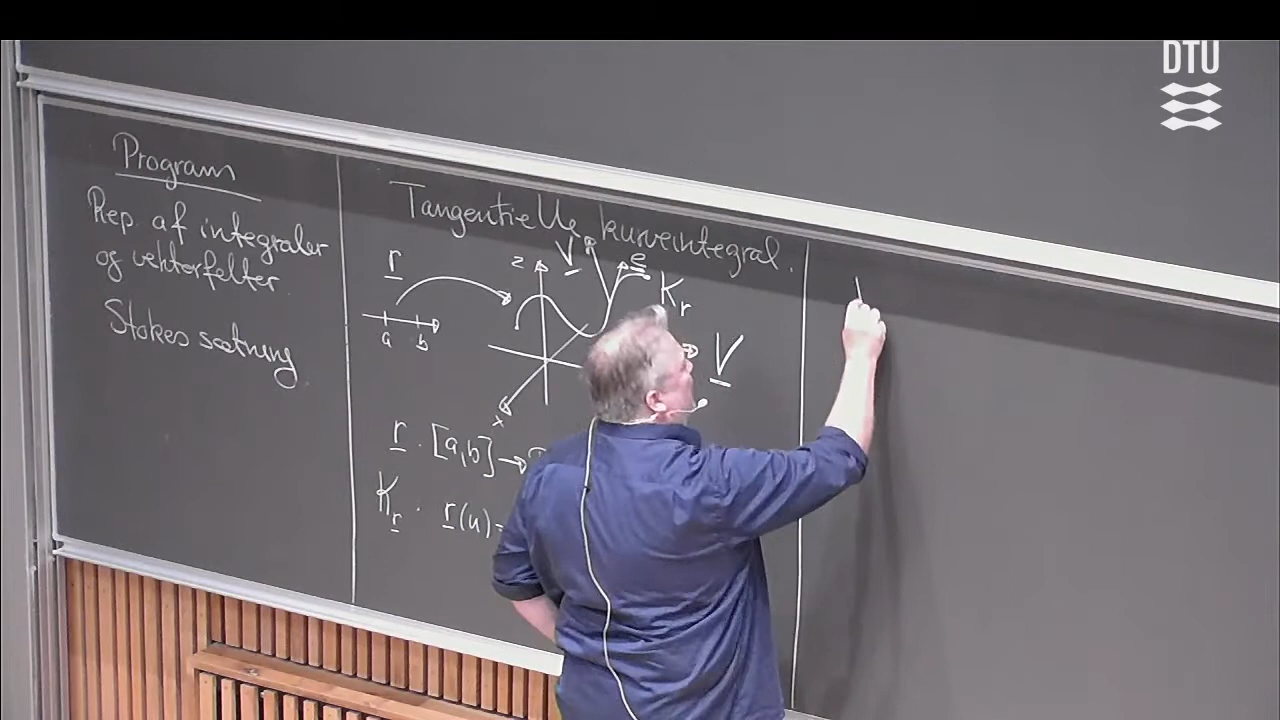 DTU
Program
Rep. af integraler
og vektorfelter
Stokes sætning
Tangentielle kurveintegral.
r
a b
z
V
e
K_r
x
V
r : [a,b] →
K_r : r(u) =